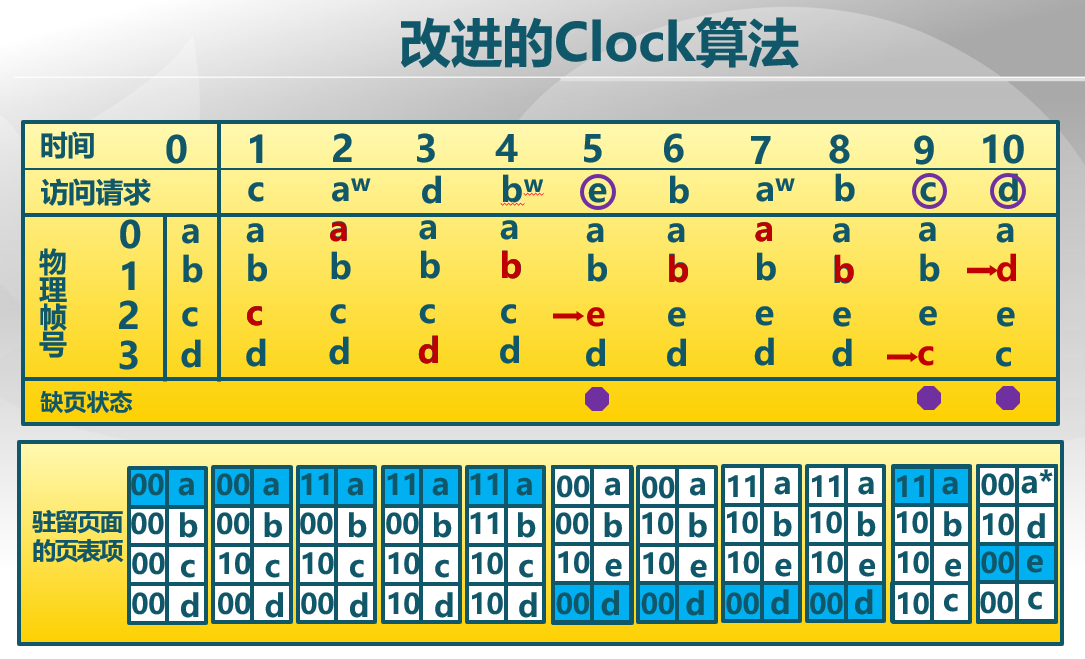 改进的Clock算法
时间 0 1 2 3 4 5 6 7 8 9 10
访问请求 c aʷ d bʷ e b aʷ b c d
物理帧号
0 a a a a a a a a a a a
1 b b b b b b b b b b →d
2 c c c c c →e e e e e e
3 d d d d d d d d d →c c
缺页状态
驻留页面
的页表项
00 a 00 a 11 a 11 a 11 a 00 a 00 a 11 a 11 a 11 a 00 a*
00 b 00 b 00 b 00 b 11 b 00 b 10 b 10 b 10 b 10 b 10 d
00 c 10 c 10 c 10 c 10 c 10 e 10 e 10 e 10 e 10 e 00 e
00 d 00 d 00 d 10 d 10 d 00 d 00 d 00 d 00 d 10 c 00 c